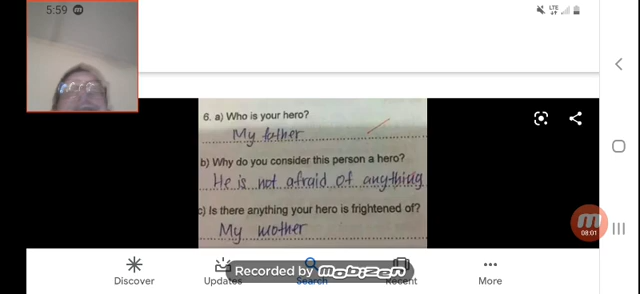 5:59
LTE
6. a) Who is your hero?
My father
b) Why do you consider this person a hero?
He is not afraid of anything
c) Is there anything your hero is frightened of?
My mother
08:01
Discover Updates Search Recent More
Recorded by Mobizen